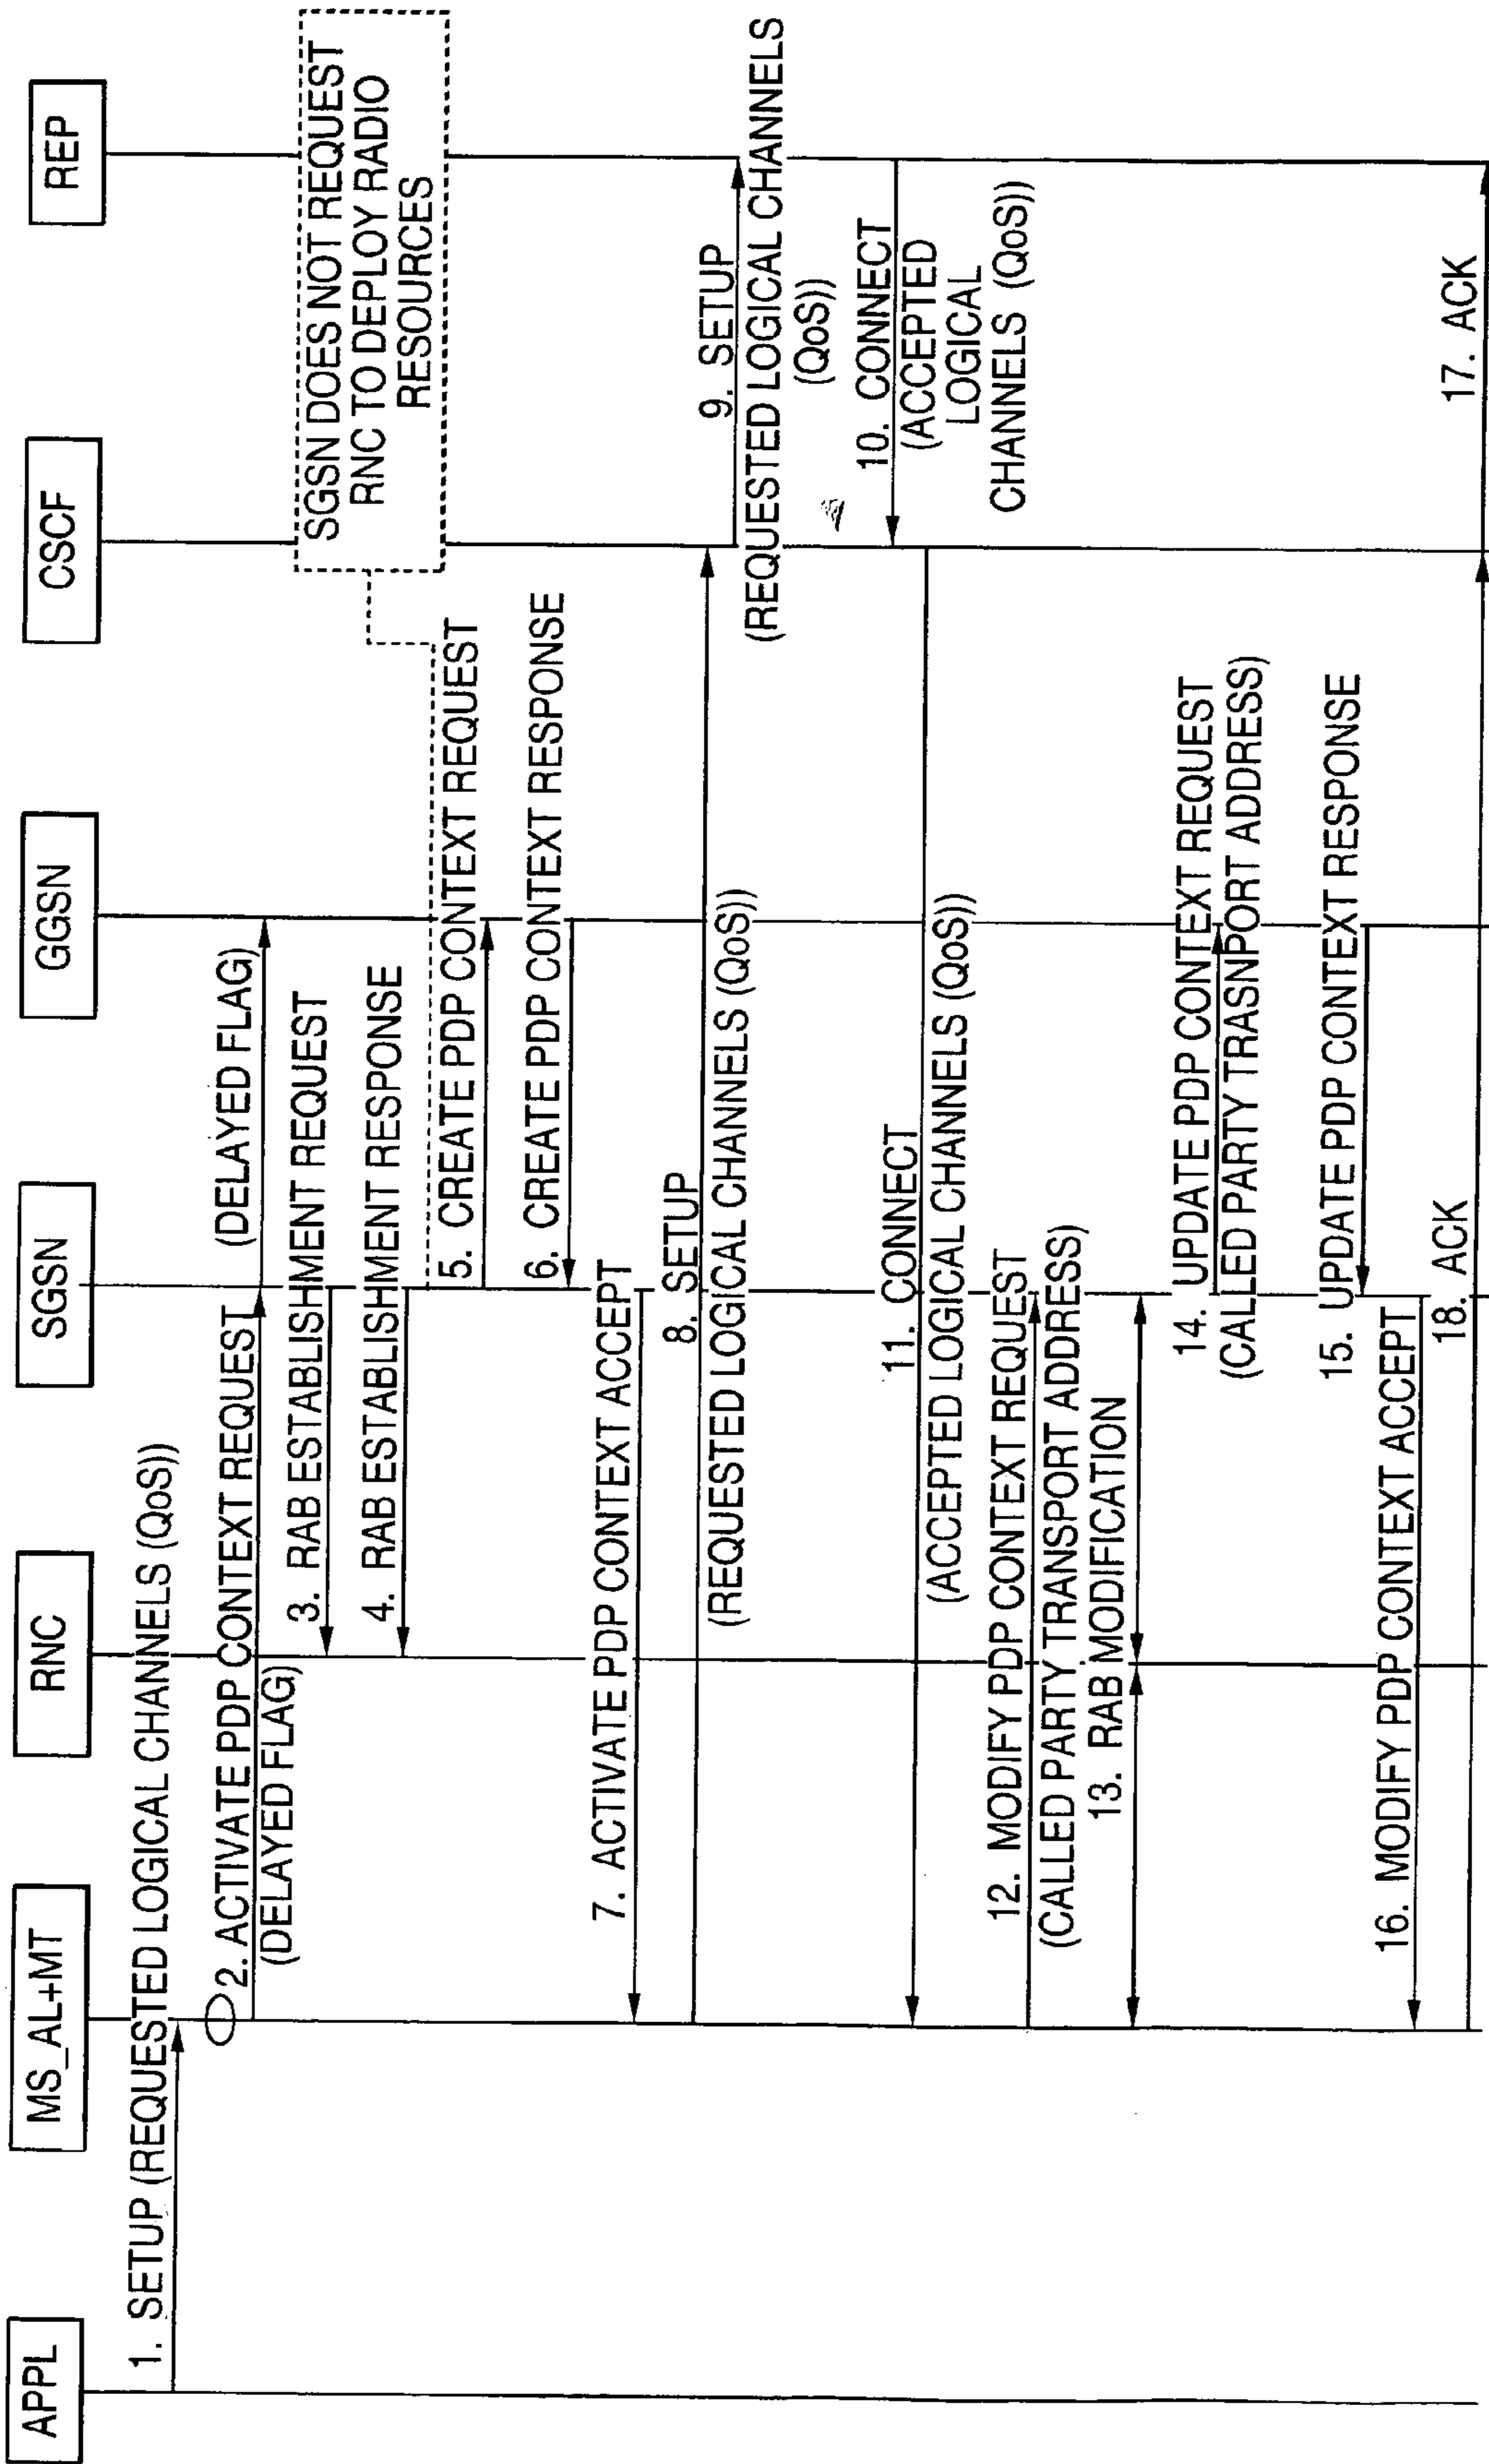 APPL
MS_AL+MT
RNC
SGSN
GGSN
CSCF
REP
1. SETUP (REQUESTED LOGICAL CHANNELS (QoS))
2. ACTIVATE PDP CONTEXT REQUEST
(DELAYED FLAG)
(DELAYED FLAG)
SGSN DOES NOT REQUEST
RNC TO DEPLOY RADIO
RESOURCES
3. RAB ESTABLISHMENT REQUEST
4. RAB ESTABLISHMENT RESPONSE
5. CREATE PDP CONTEXT REQUEST
6. CREATE PDP CONTEXT RESPONSE
7. ACTIVATE PDP CONTEXT ACCEPT
8. SETUP
(REQUESTED LOGICAL CHANNELS (QoS))
9. SETUP
(REQUESTED LOGICAL CHANNELS
(QoS))
10. CONNECT
(ACCEPTED
LOGICAL
CHANNELS (QoS))
11. CONNECT
(ACCEPTED LOGICAL CHANNELS (QoS))
12. MODIFY PDP CONTEXT REQUEST
(CALLED PARTY TRANSPORT ADDRESS)
13. RAB MODIFICATION
14. UPDATE PDP CONTEXT REQUEST
(CALLED PARTY TRASNPORT ADDRESS)
15. UPDATE PDP CONTEXT RESPONSE
16. MODIFY PDP CONTEXT ACCEPT
17. ACK
18. ACK